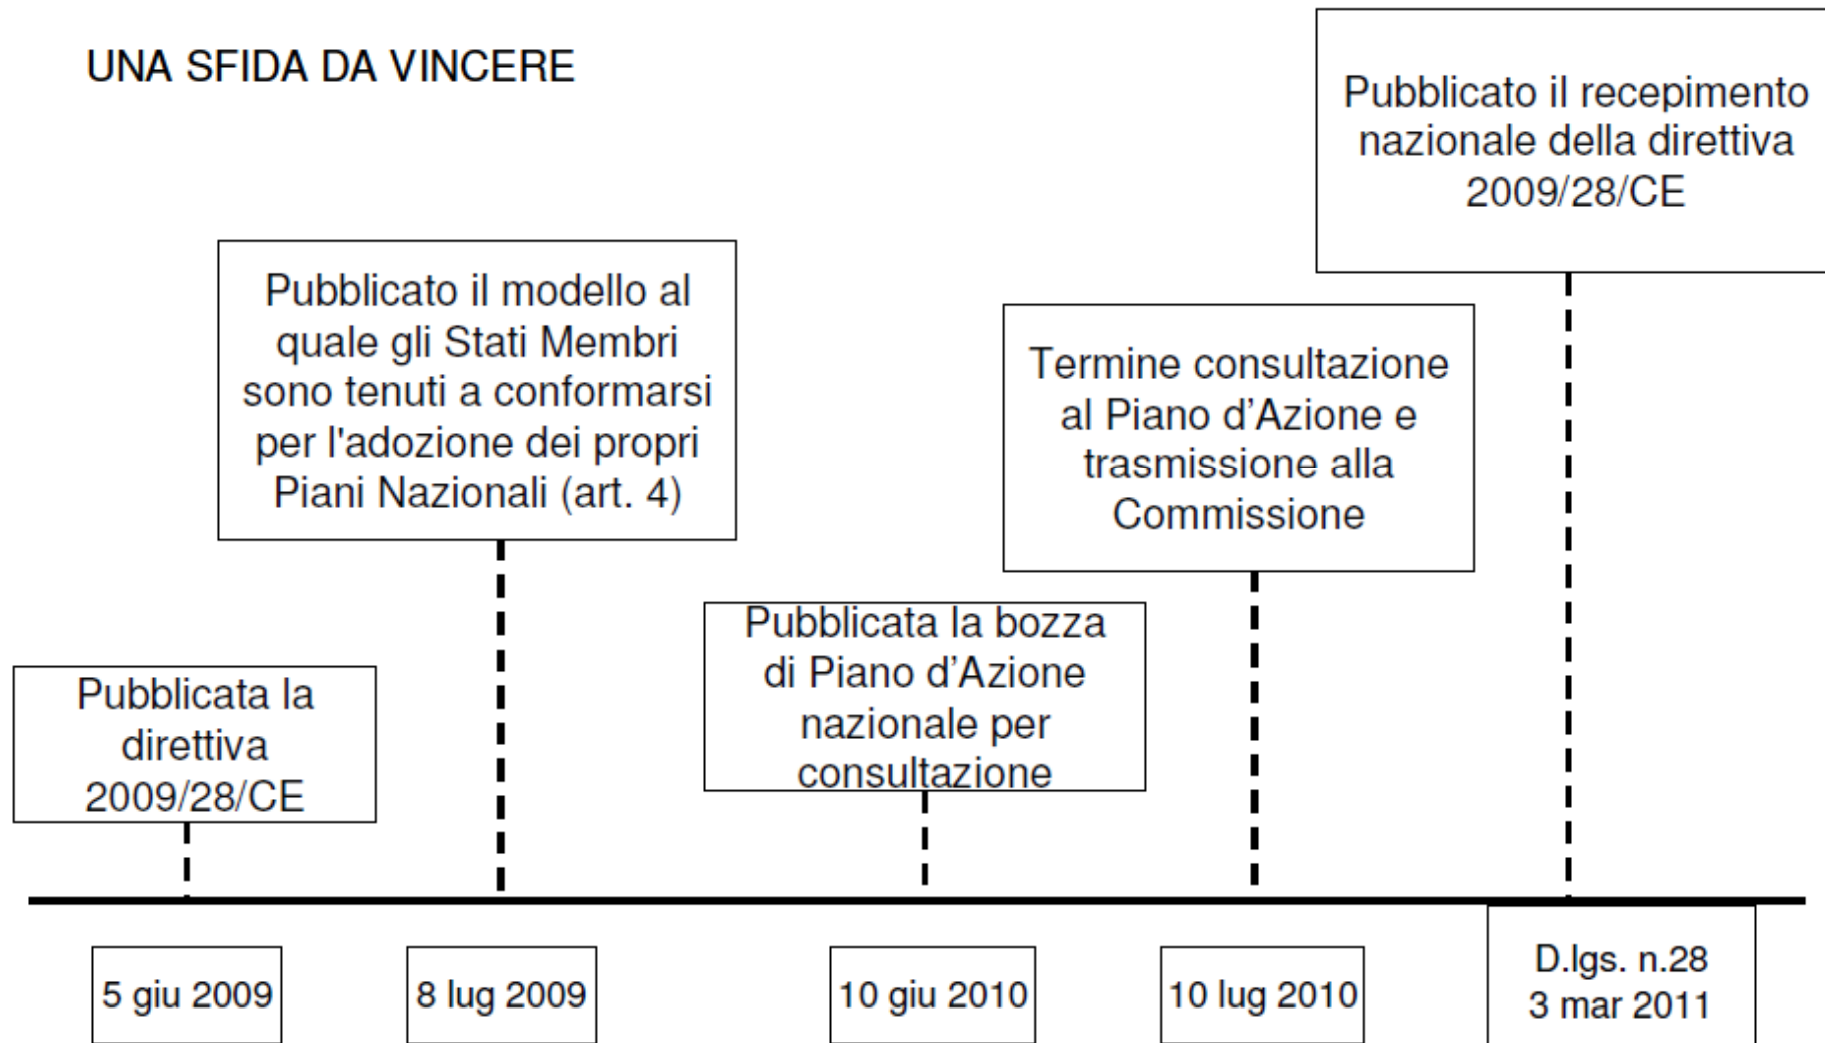 UNA SFIDA DA VINCERE
Pubblicato il recepimento
nazionale della direttiva
2009/28/CE
Pubblicato il modello al
quale gli Stati Membri
sono tenuti a conformarsi
per l'adozione dei propri
Piani Nazionali (art. 4)
Termine consultazione
al Piano d’Azione e
trasmissione alla
Commissione
Pubblicata la bozza
di Piano d’Azione
nazionale per
consultazione
Pubblicata la
direttiva
2009/28/CE
5 giu 2009
8 lug 2009
10 giu 2010
10 lug 2010
D.lgs. n.28
3 mar 2011